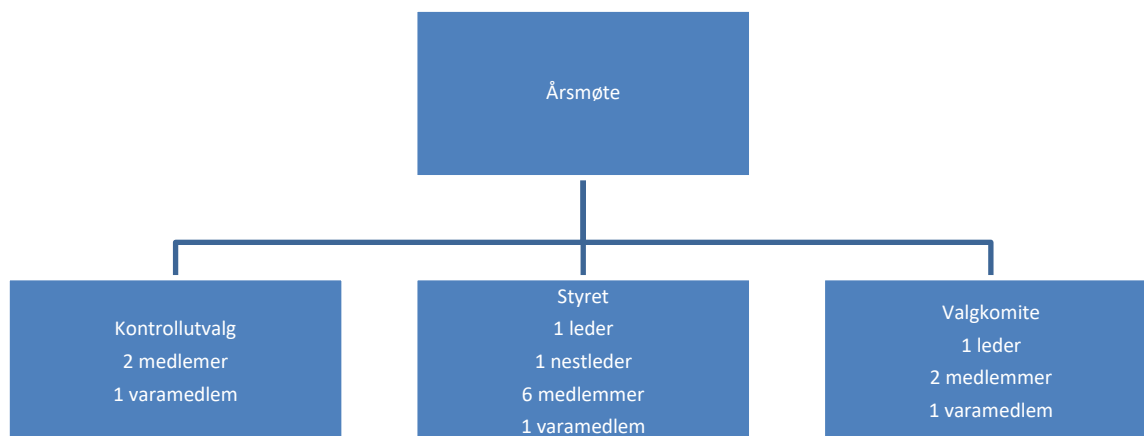 Årsmøte
Kontrollutvalg
2 medlemer
1 varamedlem
Styret
1 leder
1 nestleder
6 medlemmer
1 varamedlem
Valgkomite
1 leder
2 medlemmer
1 varamedlem